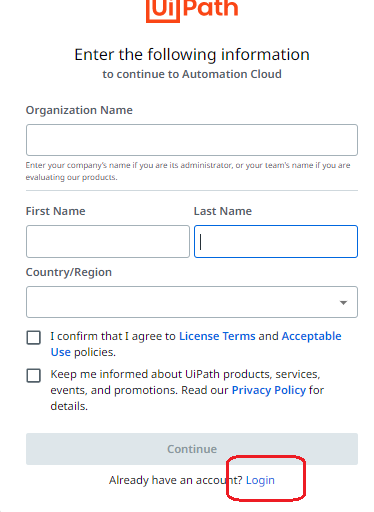 UiPath
Enter the following information
to continue to Automation Cloud
Organization Name
Enter your company's name if you are its administrator, or your team's name if you are
evaluating our products.
First Name
Last Name
Country/Region
I confirm that I agree to License Terms and Acceptable
Use policies.
Keep me informed about UiPath products, services,
events, and promotions. Read our Privacy Policy for
details.
Continue
Already have an account? Login